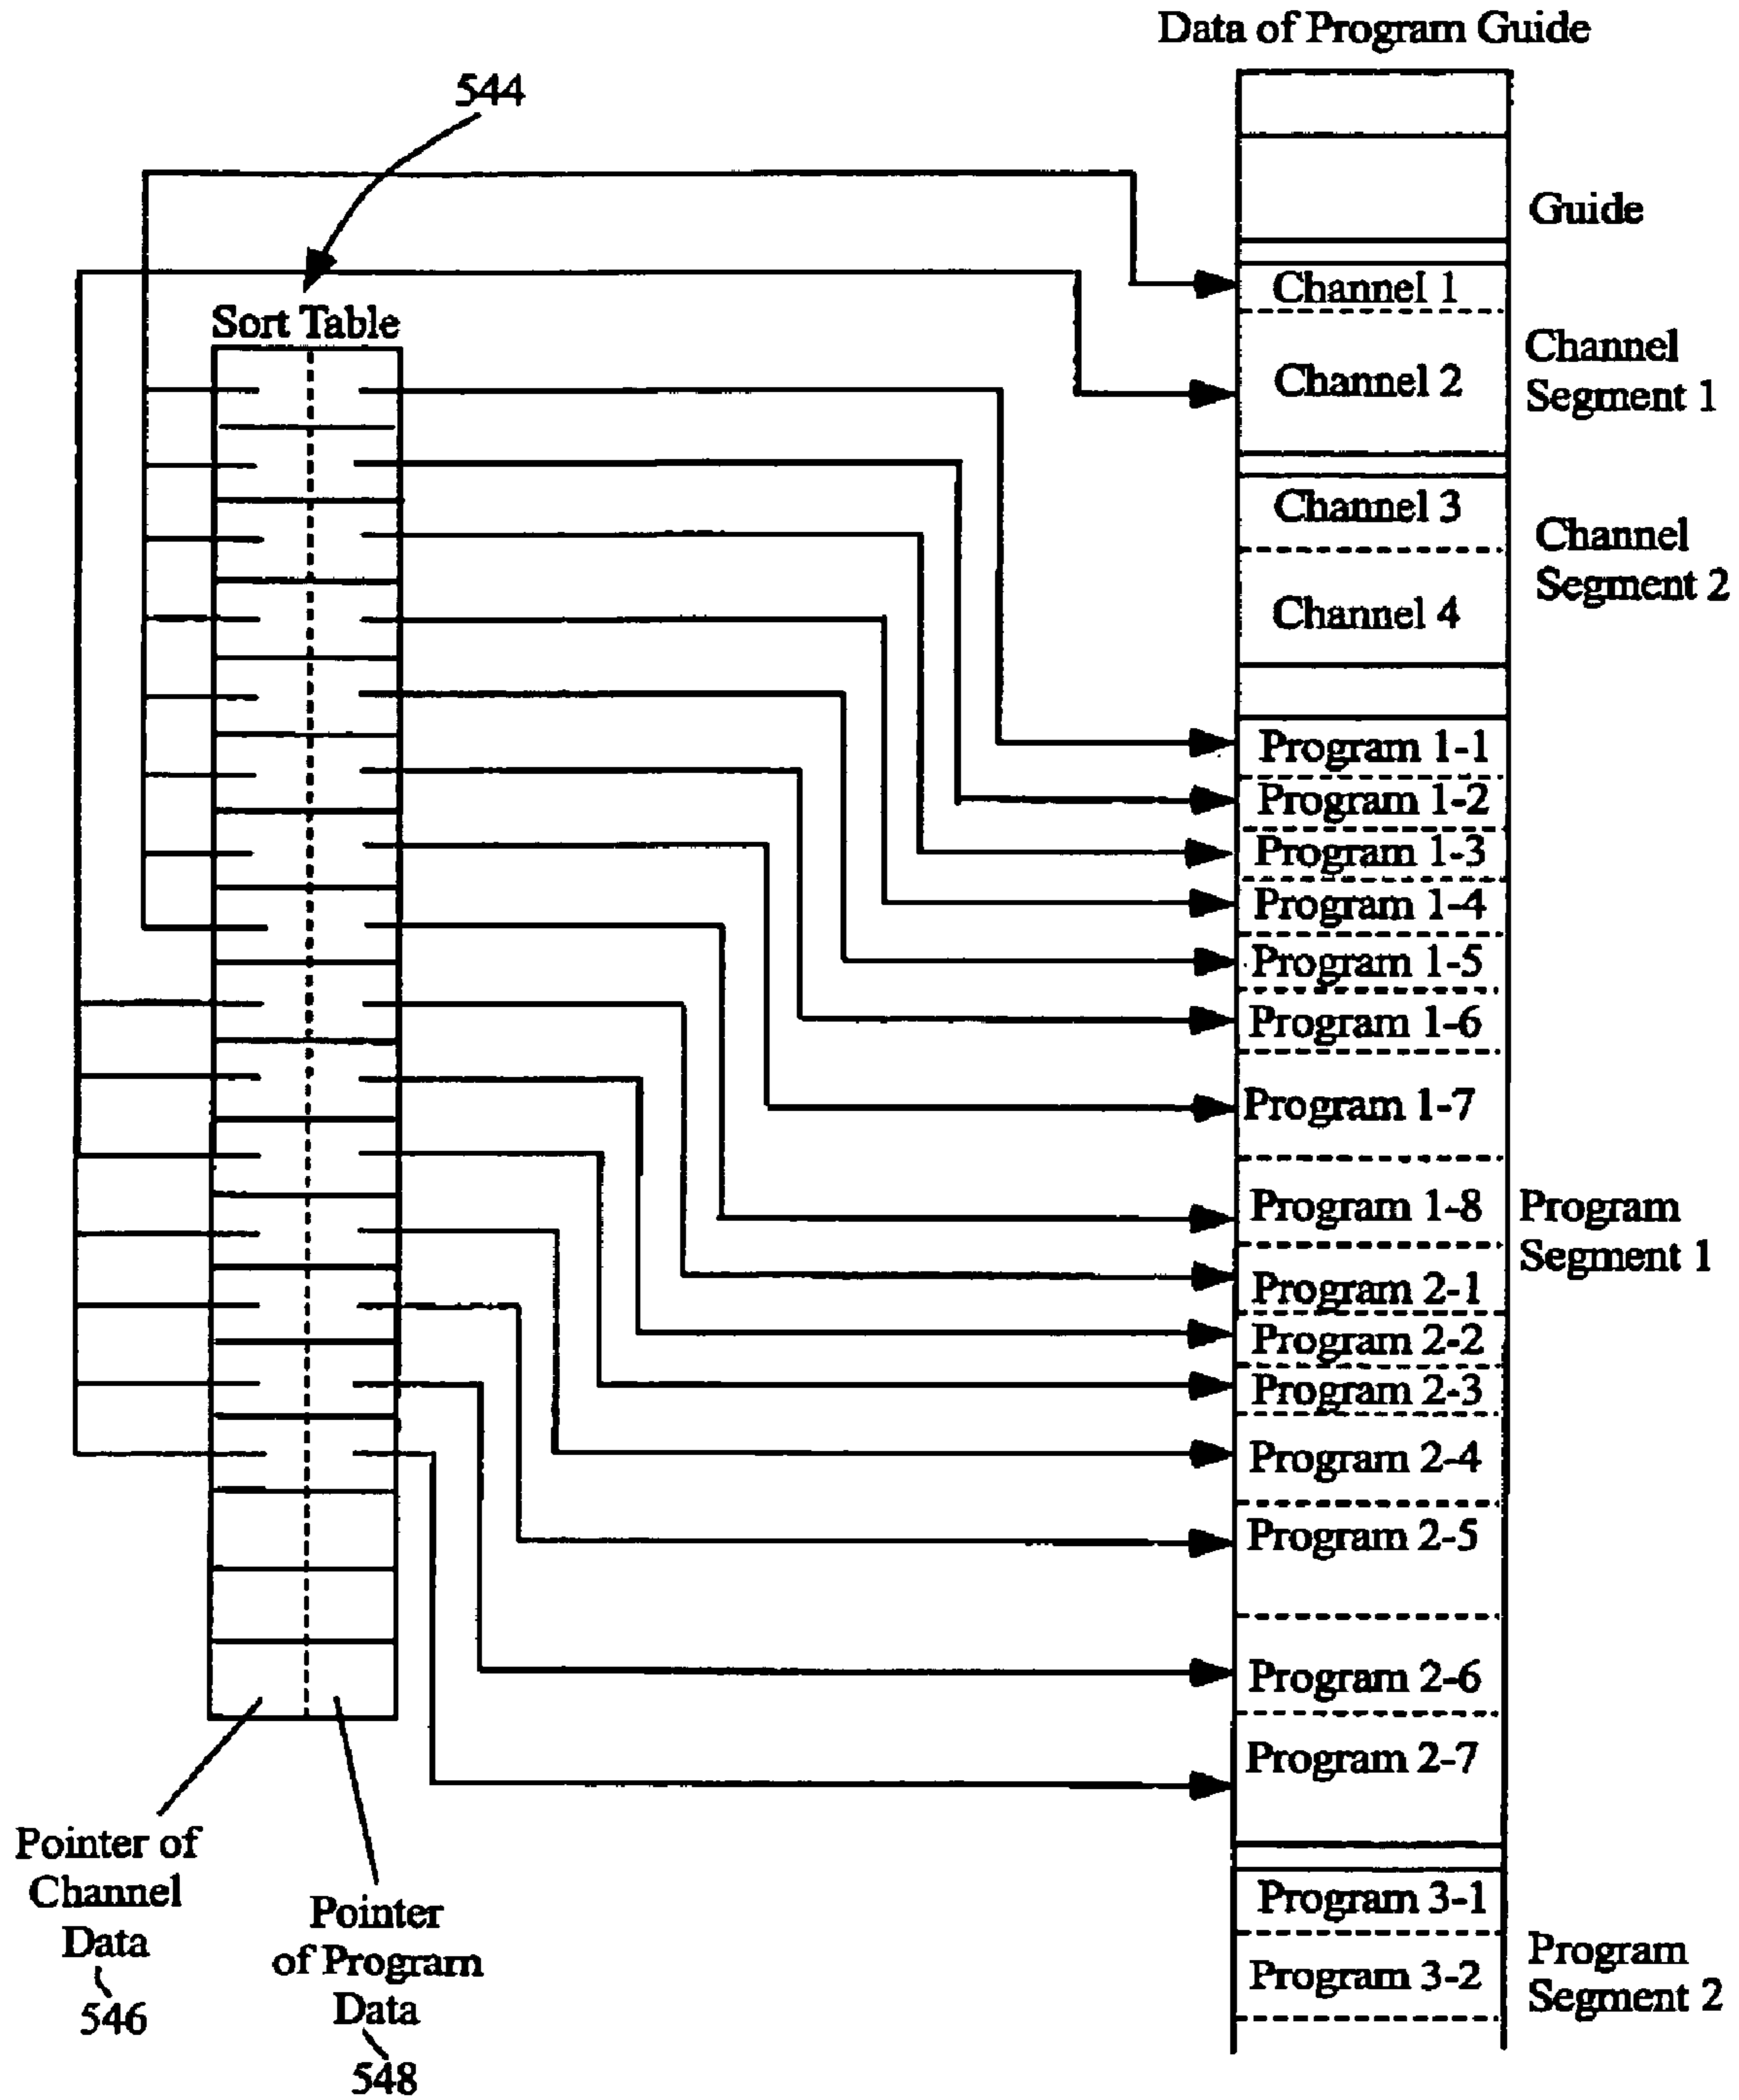 Data of Program Guide
544
Guide
Channel 1
Sort Table
Channel
Segment 1
Channel 2
Channel 3
Channel
Segment 2
Channel 4
Program 1-1
Program 1-2
Program 1-3
Program 1-4
Program 1-5
Program 1-6
Program 1-7
Program 1-8
Program
Segment 1
Program 2-1
Program 2-2
Program 2-3
Program 2-4
Program 2-5
Program 2-6
Program 2-7
Pointer of
Channel
Data
546
Pointer
of Program
Data
548
Program 3-1
Program 3-2
Program
Segment 2